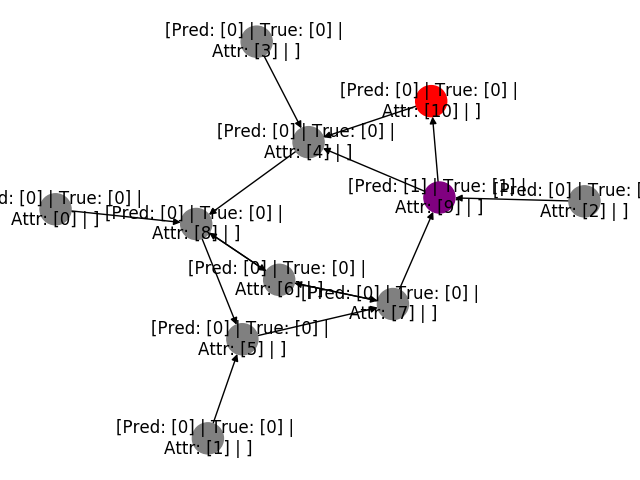 [Pred: [0] | True: [0] |
Attr: [3] | ]
[Pred: [0] | True: [0] |
Attr: [10] | ]
[Pred: [0] | True: [0] |
Attr: [4] | ]
[Pred: [1] | True: [1] |
Attr: [9] | ]
[Pred: [0] | True: [
Attr: [2] | ]
d: [0] | True: [0] |
Attr: [0] | ]
[Pred: [0] | True: [0] |
Attr: [8] | ]
[Pred: [0] | True: [0] |
Attr: [6] | ]
[Pred: [0] | True: [0] |
Attr: [7] | ]
[Pred: [0] | True: [0] |
Attr: [5] | ]
[Pred: [0] | True: [0] |
Attr: [1] | ]